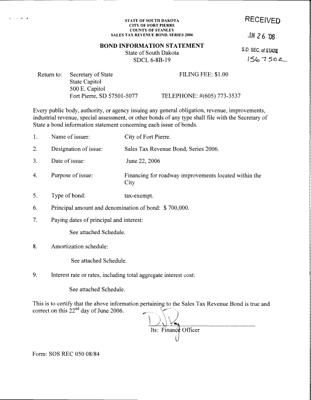 STATE OF SOUTH DAKOTA
CITY OF FORT PIERRE
COUNTY OF STANLEY
SALES TAX REVENUE BOND, SERIES 2006
RECEIVED
JUN 26 '06
S.D. SEC. of STATE
1567502
BOND INFORMATION STATEMENT
State of South Dakota
SDCL 6-8B-19
Return to: Secretary of State FILING FEE: $1.00
State Capitol
500 E. Capitol
Fort Pierre, SD 57501-5077 TELEPHONE: #(605) 773-3537
Every public body, authority, or agency issuing any general obligation, revenue, improvements,
industrial revenue, special assessment, or other bonds of any type shall file with the Secretary of
State a bond information statement concerning each issue of bonds.
1. Name of issuer: City of Fort Pierre.
2. Designation of issue: Sales Tax Revenue Bond, Series 2006.
3. Date of issue: June 22, 2006
4. Purpose of issue: Financing for roadway improvements located within the
City
5. Type of bond: tax-exempt.
6. Principal amount and denomination of bond: $ 700,000.
7. Paying dates of principal and interest:
See attached Schedule.
8. Amortization schedule:
See attached Schedule.
9. Interest rate or rates, including total aggregate interest cost:
See attached Schedule.
This is to certify that the above information pertaining to the Sales Tax Revenue Bond is true and
correct on this 22nd day of June 2006.
Its: Finance Officer
Form: SOS REC 050 08/84